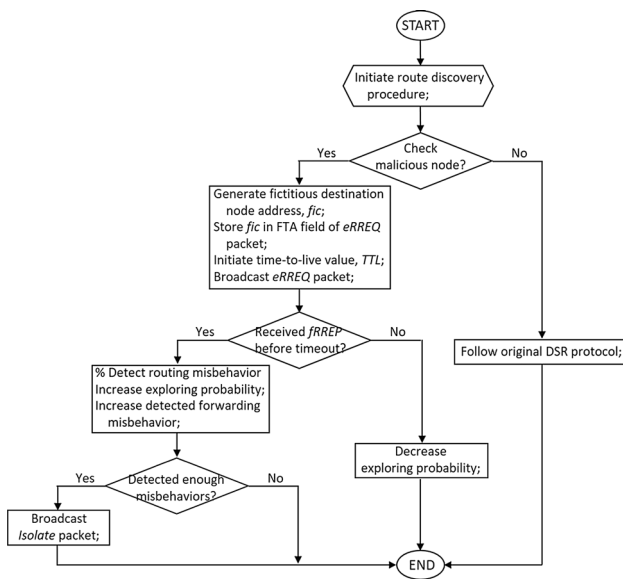 START
Initiate route discovery
procedure;
Check
malicious node?
Yes
No
Generate fictitious destination
node address, fic;
Store fic in FTA field of eRREQ
packet;
Initiate time-to-live value, TTL;
Broadcast eRREQ packet;
Received fRREP
before timeout?
Yes
No
Follow original DSR protocol;
% Detect routing misbehavior
Increase exploring probability;
Increase detected forwarding
misbehavior;
Decrease
exploring probability;
Detected enough
misbehaviors?
Yes
No
Broadcast
Isolate packet;
END